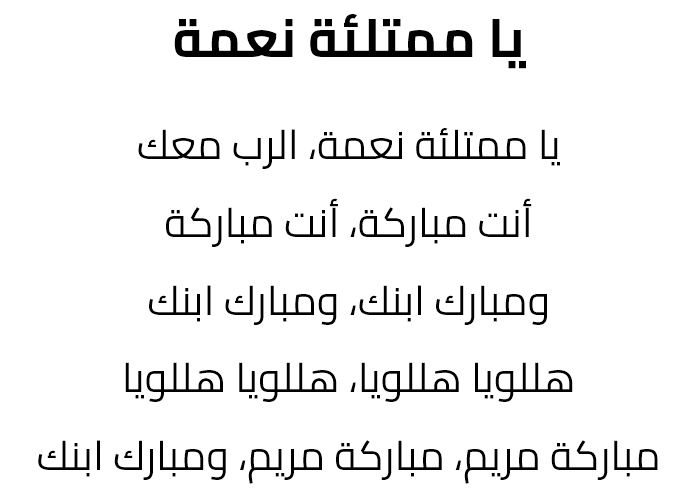 يا ممتلئة نعمة
يا ممتلئة نعمة، الرب معك
أنت مباركة، أنت مباركة
ومبارك ابنك، ومبارك ابنك
هللويا هللويا، هللويا هللويا
مباركة مريم، مباركة مريم، ومبارك ابنك